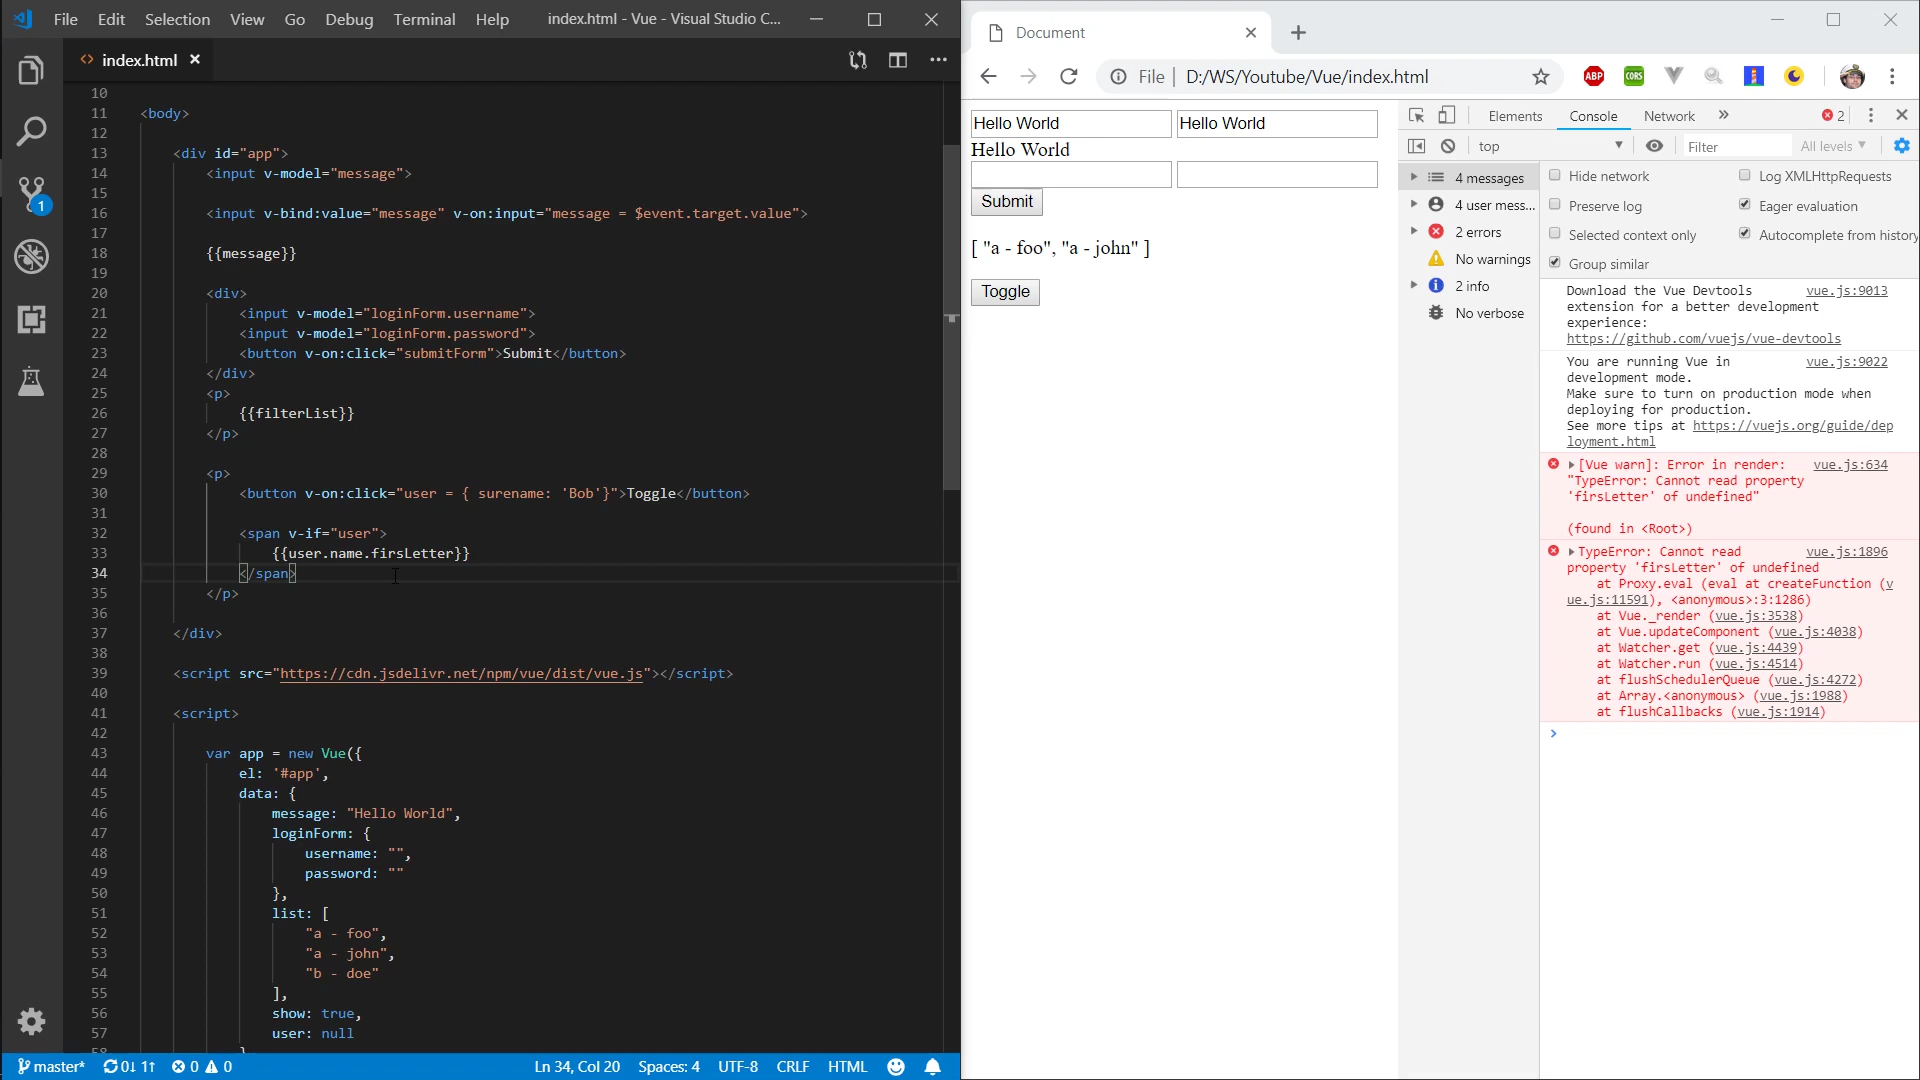 File Edit Selection View Go Debug Terminal Help index.html - Vue - Visual Studio C...
index.html
1
10
11 <body>
12
13 <div id="app">
14 <input v-model="message">
15
16 <input v-bind:value="message" v-on:input="message = $event.target.value">
17
18 {{message}}
19
20 <div>
21 <input v-model="loginForm.username">
22 <input v-model="loginForm.password">
23 <button v-on:click="submitForm">Submit</button>
24 </div>
25 <p>
26 {{filterList}}
27 </p>
28
29 <p>
30 <button v-on:click="user = { surename: 'Bob'}">Toggle</button>
31
32 <span v-if="user">
33 {{user.name.firsLetter}}
34 </span>
35 </p>
36
37 </div>
38
39 <script src="https://cdn.jsdelivr.net/npm/vue/dist/vue.js"></script>
40
41 <script>
42
43 var app = new Vue({
44 el: '#app',
45 data: {
46 message: "Hello World",
47 loginForm: {
48 username: "",
49 password: ""
50 },
51 list: [
52 "a - foo",
53 "a - john",
54 "b - doe"
55 ],
56 show: true,
57 user: null
master* 0↓ 1↑ 0 0 Ln 34, Col 20 Spaces: 4 UTF-8 CRLF HTML
Document
File D:/WS/Youtube/Vue/index.html ABP CORS
Hello World Hello World
Hello World
Submit
[ "a - foo", "a - john" ]
Toggle
Elements Console Network » 2
top Filter All levels
4 messages
4 user mess...
2 errors
No warnings
2 info
No verbose
Hide network Log XMLHttpRequests
Preserve log Eager evaluation
Selected context only Autocomplete from history
Group similar
Download the Vue Devtools vue.js:9013
extension for a better development
experience:
https://github.com/vuejs/vue-devtools
You are running Vue in vue.js:9022
development mode.
Make sure to turn on production mode when
deploying for production.
See more tips at https://vuejs.org/guide/dep
loyment.html
[Vue warn]: Error in render: vue.js:634
"TypeError: Cannot read property
'firsLetter' of undefined"
(found in <Root>)
TypeError: Cannot read vue.js:1896
property 'firsLetter' of undefined
at Proxy.eval (eval at createFunction (v
ue.js:11591), <anonymous>:3:1286)
at Vue._render (vue.js:3538)
at Vue.updateComponent (vue.js:4038)
at Watcher.get (vue.js:4439)
at Watcher.run (vue.js:4514)
at flushSchedulerQueue (vue.js:4272)
at Array.<anonymous> (vue.js:1988)
at flushCallbacks (vue.js:1914)